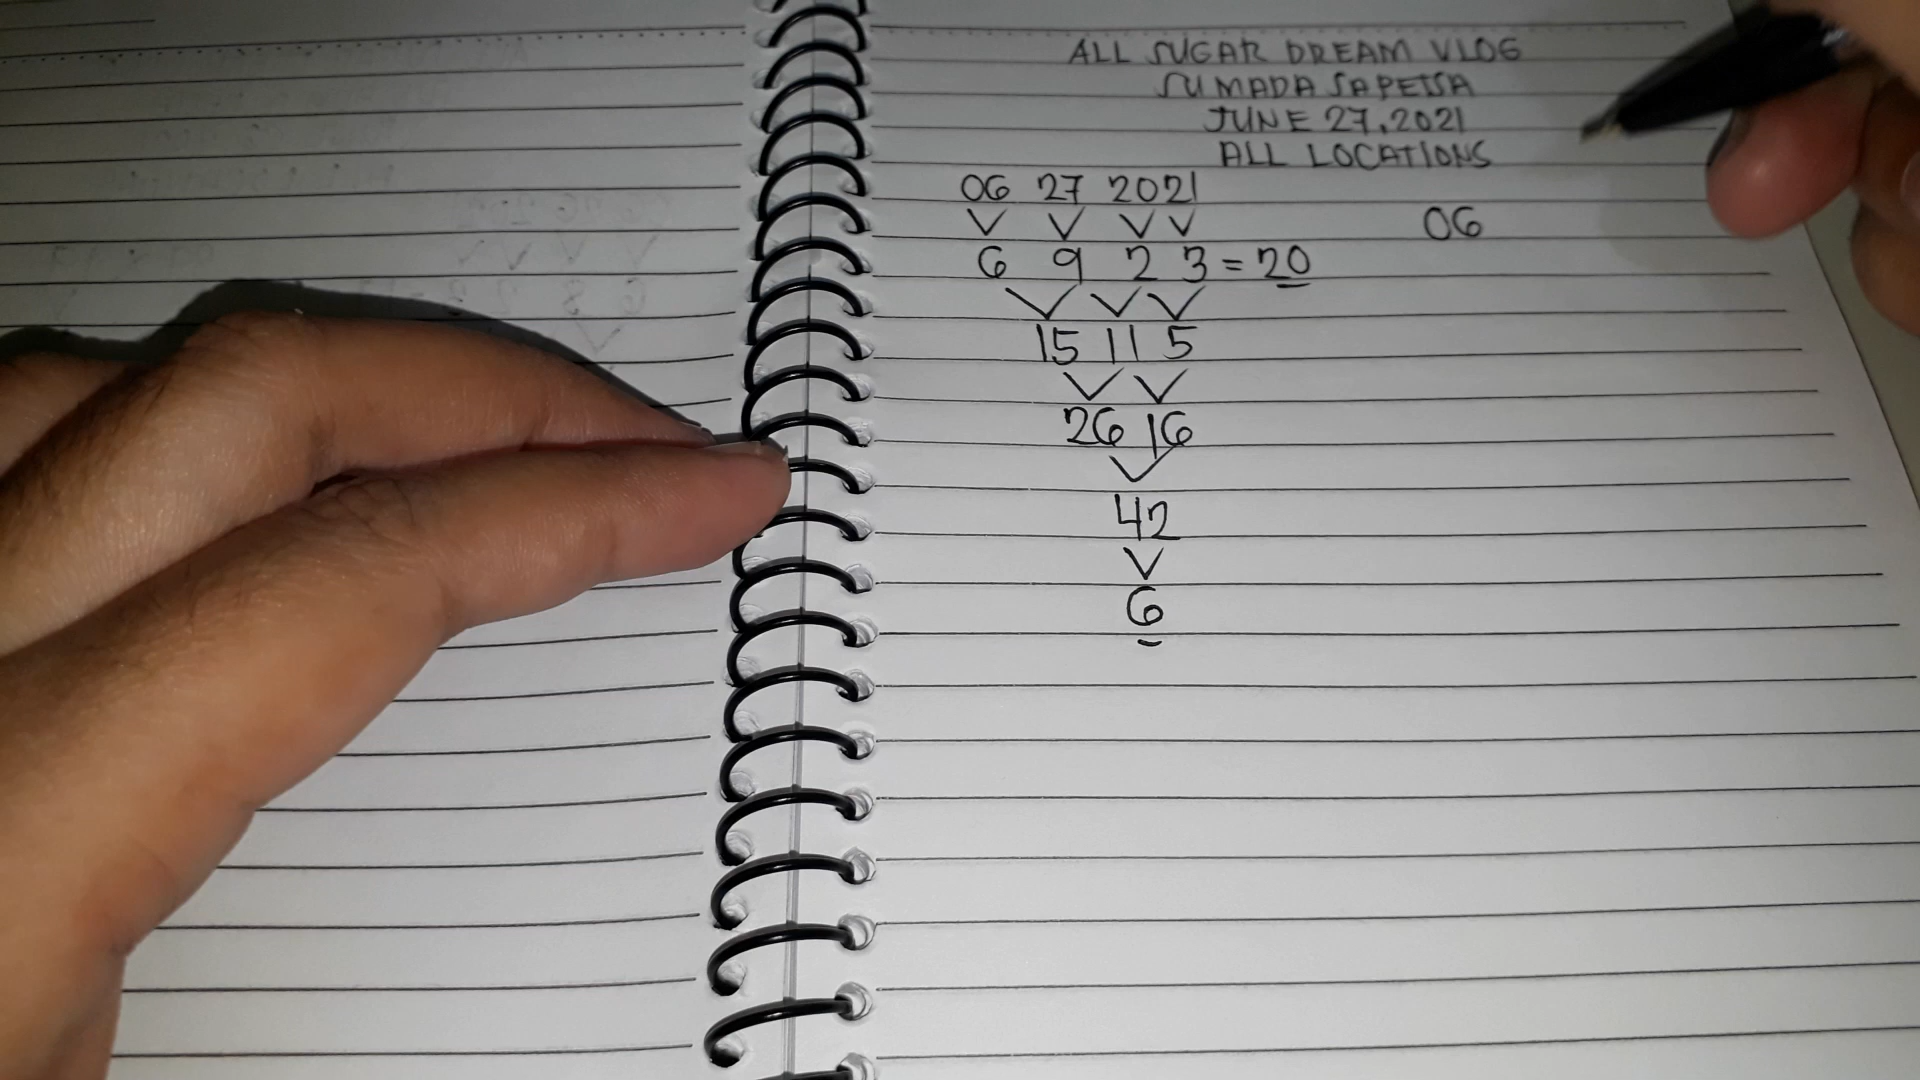 ALL SUGAR DREAM VLOG
SUMADA SAPETSA
JUNE 27, 2021
ALL LOCATIONS
06 27 2021
06
6 9 2 3 = 20
15 11 5
26 16
42
6